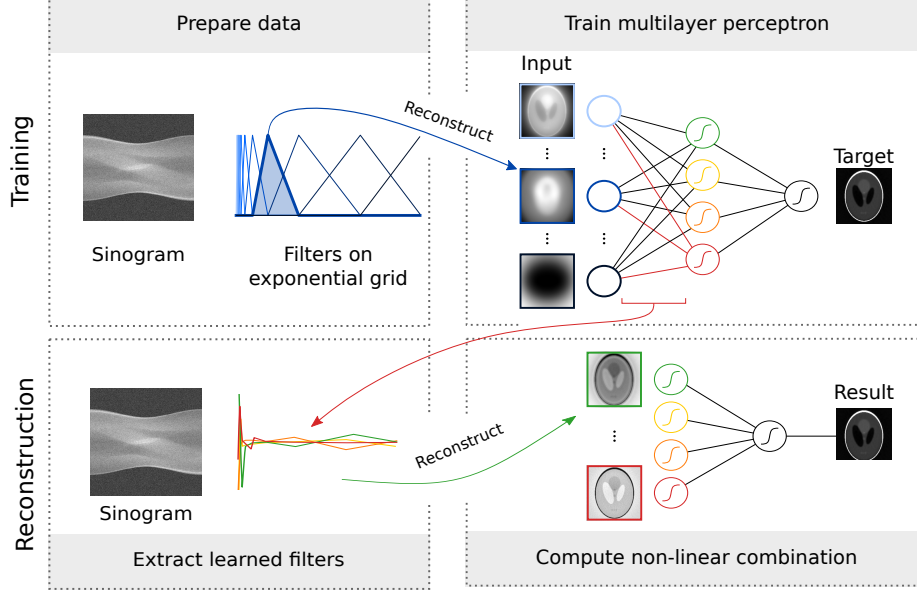 Prepare data
Train multilayer perceptron
Training
Sinogram
Filters on
exponential grid
Reconstruct
Input
Target
Reconstruction
Sinogram
Reconstruct
Result
Extract learned filters
Compute non-linear combination